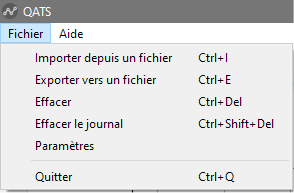 QATS
Fichier Aide
Importer depuis un fichier Ctrl+I
Exporter vers un fichier Ctrl+E
Effacer Ctrl+Del
Effacer le journal Ctrl+Shift+Del
Paramètres
Quitter Ctrl+Q